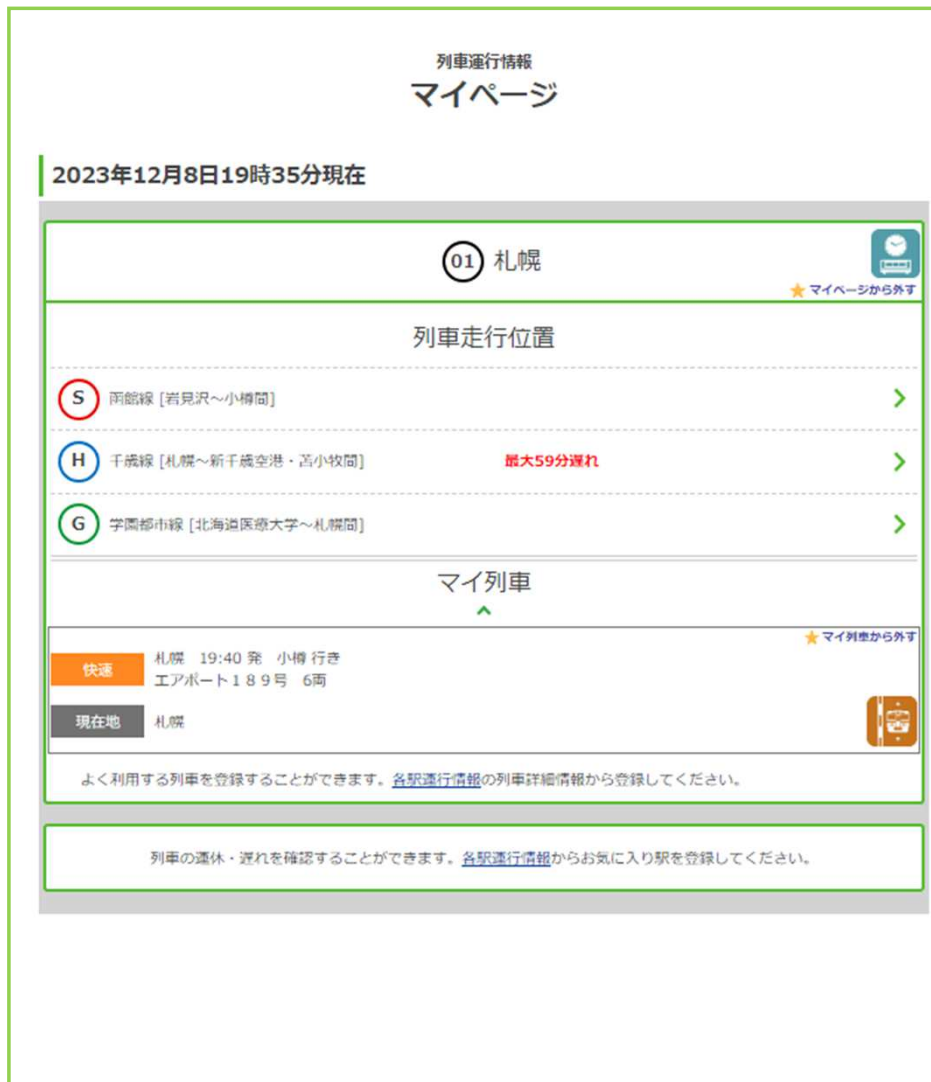 列車運行情報
マイページ
2023年12月8日19時35分現在
01 札幌
マイページから外す
列車走行位置
S 函館線 [岩見沢～小樽間]
H 千歳線 [札幌～新千歳空港・苫小牧間] 最大59分遅れ
G 学園都市線 [北海道医療大学～札幌間]
マイ列車
マイ列車から外す
快速 札幌 19:40 発 小樽 行き
エアポート１８９号 6両
現在地 札幌
よく利用する列車を登録することができます。各駅運行情報の列車詳細情報から登録してください。
列車の運休・遅れを確認することができます。各駅運行情報からお気に入り駅を登録してください。